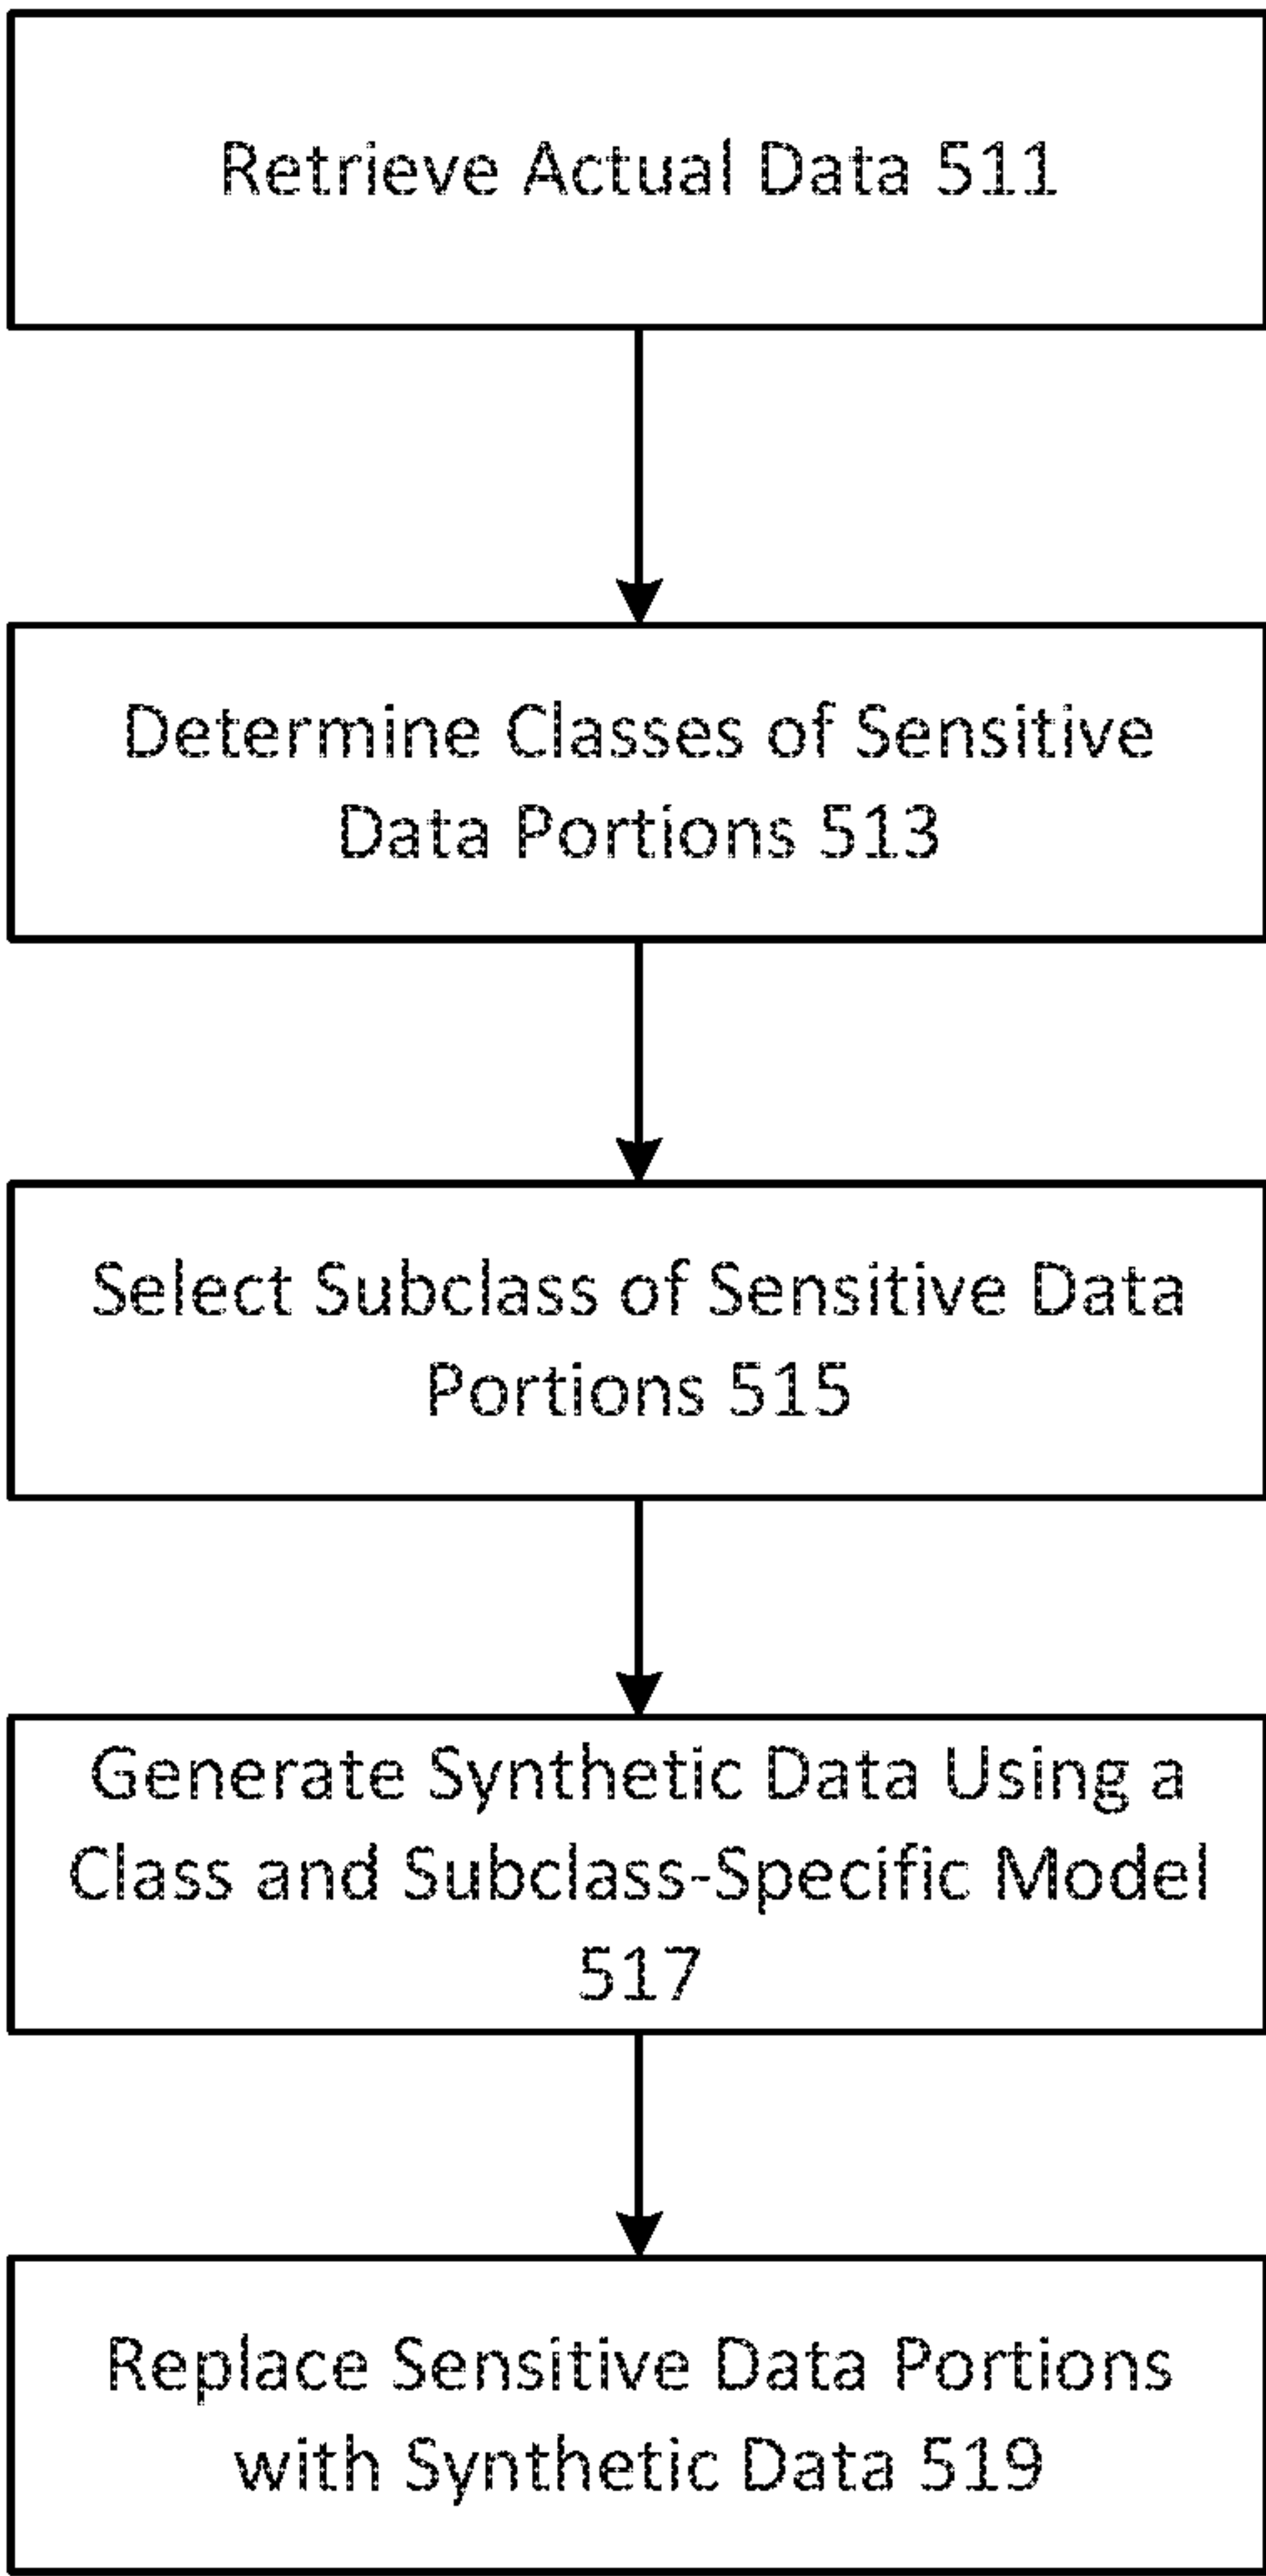 Retrieve Actual Data 511
Determine Classes of Sensitive
Data Portions 513
Select Subclass of Sensitive Data
Portions 515
Generate Synthetic Data Using a
Class and Subclass-Specific Model
517
Replace Sensitive Data Portions
with Synthetic Data 519